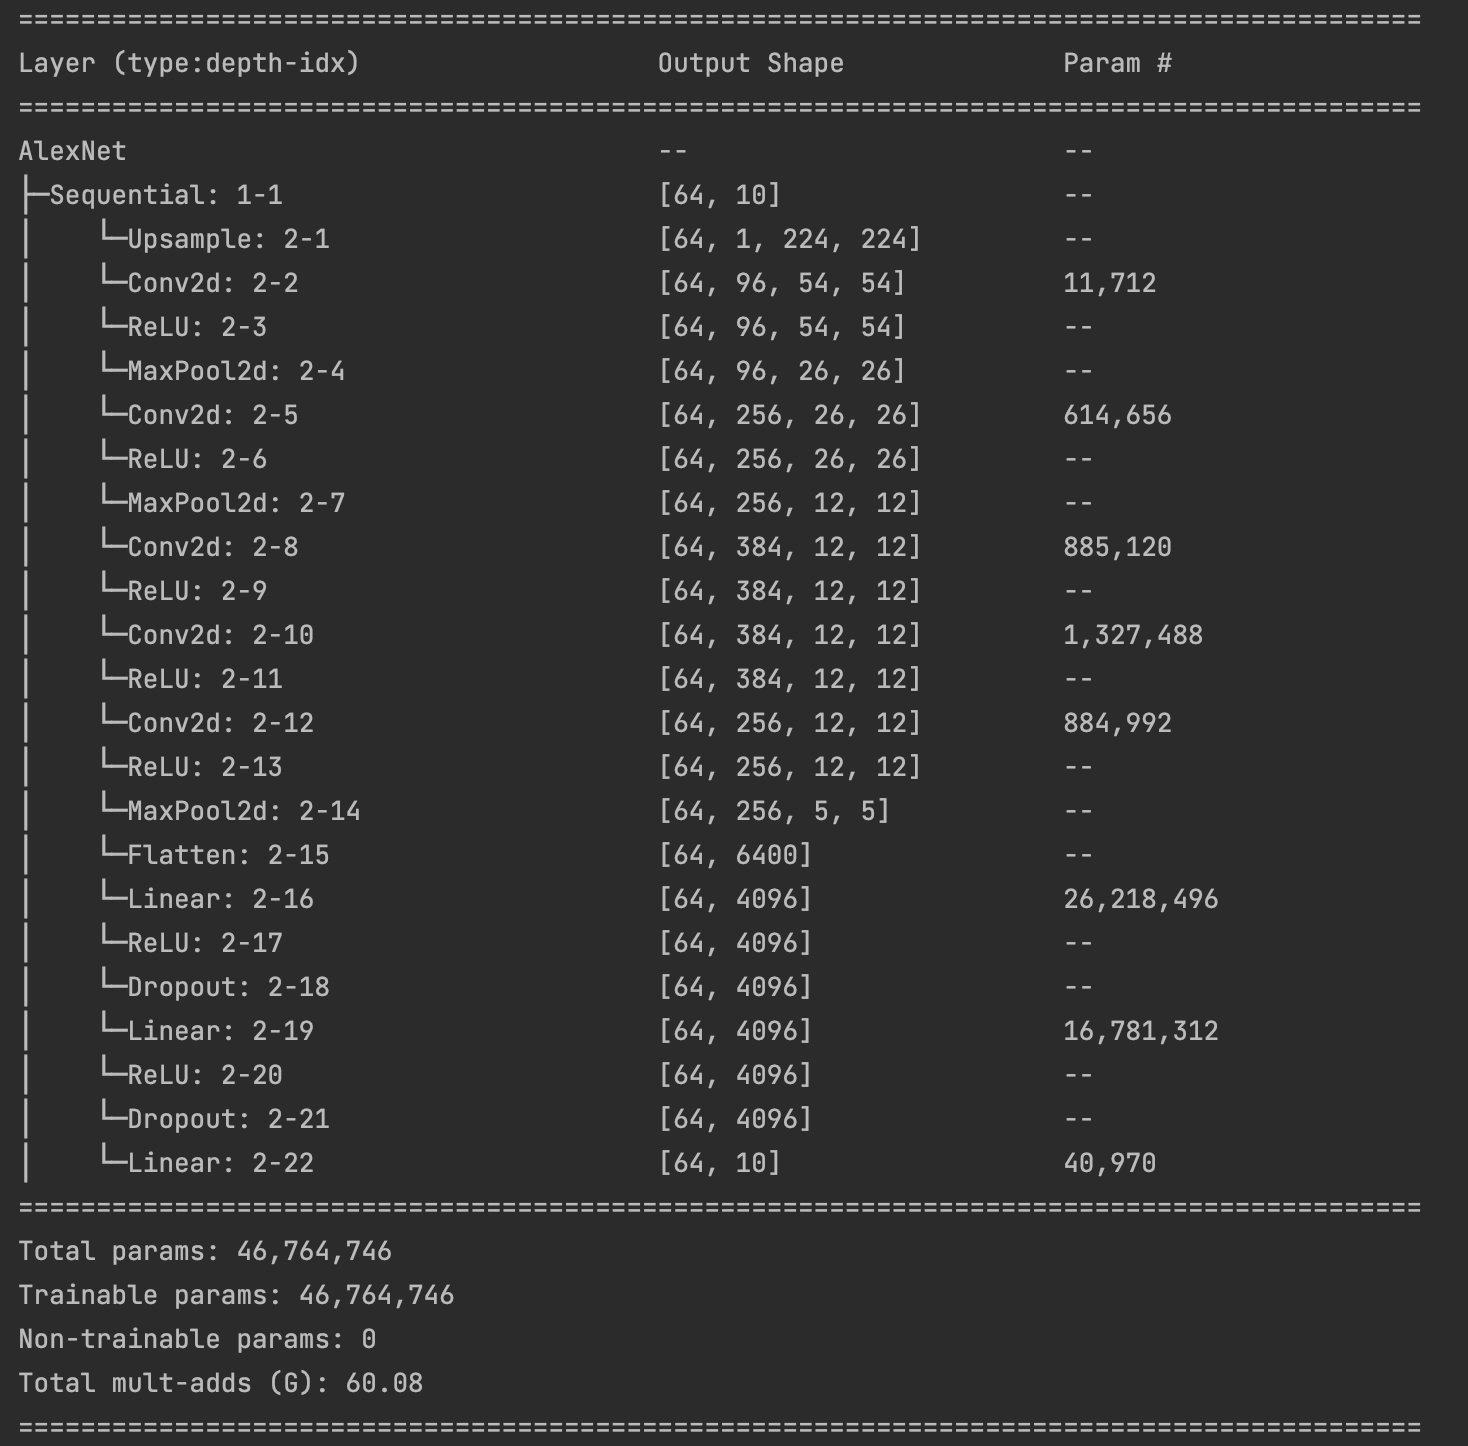 ==========================================================================================
Layer (type:depth-idx)                   Output Shape              Param #
==========================================================================================
AlexNet                                  --                        --
├─Sequential: 1-1                        [64, 10]                  --
│    └─Upsample: 2-1                     [64, 1, 224, 224]         --
│    └─Conv2d: 2-2                       [64, 96, 54, 54]          11,712
│    └─ReLU: 2-3                         [64, 96, 54, 54]          --
│    └─MaxPool2d: 2-4                    [64, 96, 26, 26]          --
│    └─Conv2d: 2-5                       [64, 256, 26, 26]         614,656
│    └─ReLU: 2-6                         [64, 256, 26, 26]         --
│    └─MaxPool2d: 2-7                    [64, 256, 12, 12]         --
│    └─Conv2d: 2-8                       [64, 384, 12, 12]         885,120
│    └─ReLU: 2-9                         [64, 384, 12, 12]         --
│    └─Conv2d: 2-10                      [64, 384, 12, 12]         1,327,488
│    └─ReLU: 2-11                        [64, 384, 12, 12]         --
│    └─Conv2d: 2-12                      [64, 256, 12, 12]         884,992
│    └─ReLU: 2-13                        [64, 256, 12, 12]         --
│    └─MaxPool2d: 2-14                   [64, 256, 5, 5]           --
│    └─Flatten: 2-15                     [64, 6400]                --
│    └─Linear: 2-16                      [64, 4096]                26,218,496
│    └─ReLU: 2-17                        [64, 4096]                --
│    └─Dropout: 2-18                     [64, 4096]                --
│    └─Linear: 2-19                      [64, 4096]                16,781,312
│    └─ReLU: 2-20                        [64, 4096]                --
│    └─Dropout: 2-21                     [64, 4096]                --
│    └─Linear: 2-22                      [64, 10]                  40,970
==========================================================================================
Total params: 46,764,746
Trainable params: 46,764,746
Non-trainable params: 0
Total mult-adds (G): 60.08
==========================================================================================